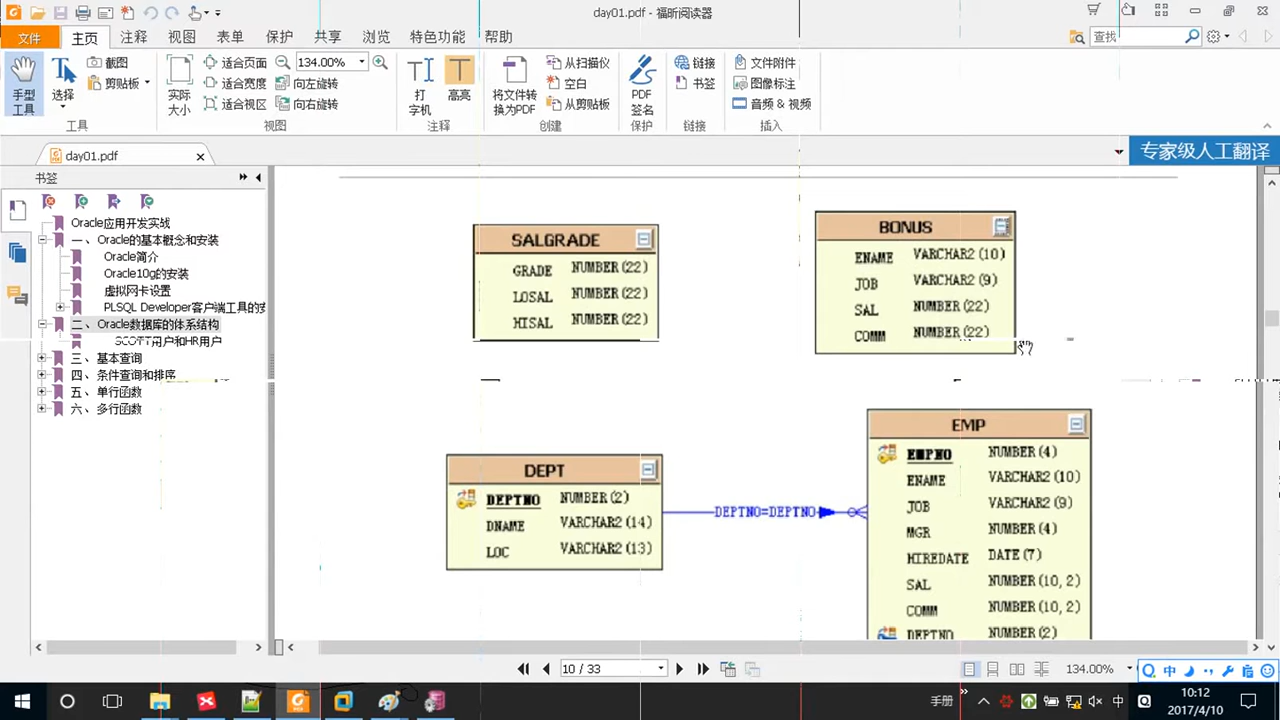 day01.pdf - 福昕阅读器
文件 主页 注释 视图 表单 保护 共享 浏览 特色功能 帮助
查找
手型工具
选择
截图
剪贴板
工具
实际大小
适合页面
适合宽度
适合视区
134.00%
向左旋转
向右旋转
视图
打字机
高亮
注释
将文件转换为PDF
从扫描仪
空白
从剪贴板
创建
PDF签名
保护
链接
书签
链接
文件附件
图像标注
音频 & 视频
插入
day01.pdf
专家级人工翻译
书签
Oracle应用开发实战
一、Oracle的基本概念和安装
Oracle简介
Oracle10g的安装
虚拟网卡设置
PLSQL Developer客户端工具的安
二、Oracle数据库的体系结构
SCOTT用户和HR用户
三、基本查询
四、条件查询和排序
五、单行函数
六、多行函数
SALGRADE
GRADE NUMBER(22)
LOSAL NUMBER(22)
HISAL NUMBER(22)
BONUS
ENAME VARCHAR2(10)
JOB VARCHAR2(9)
SAL NUMBER(22)
COMM NUMBER(22)
DEPT
DEPTNO NUMBER(2)
DNAME VARCHAR2(14)
LOC VARCHAR2(13)
DEPTNO=DEPTNO
EMP
EMPNO NUMBER(4)
ENAME VARCHAR2(10)
JOB VARCHAR2(9)
MGR NUMBER(4)
HIREDATE DATE(7)
SAL NUMBER(10,2)
COMM NUMBER(10,2)
DEPTNO NUMBER(2)
10 / 33
134.00%
中
手册
中
10:12
2017/4/10